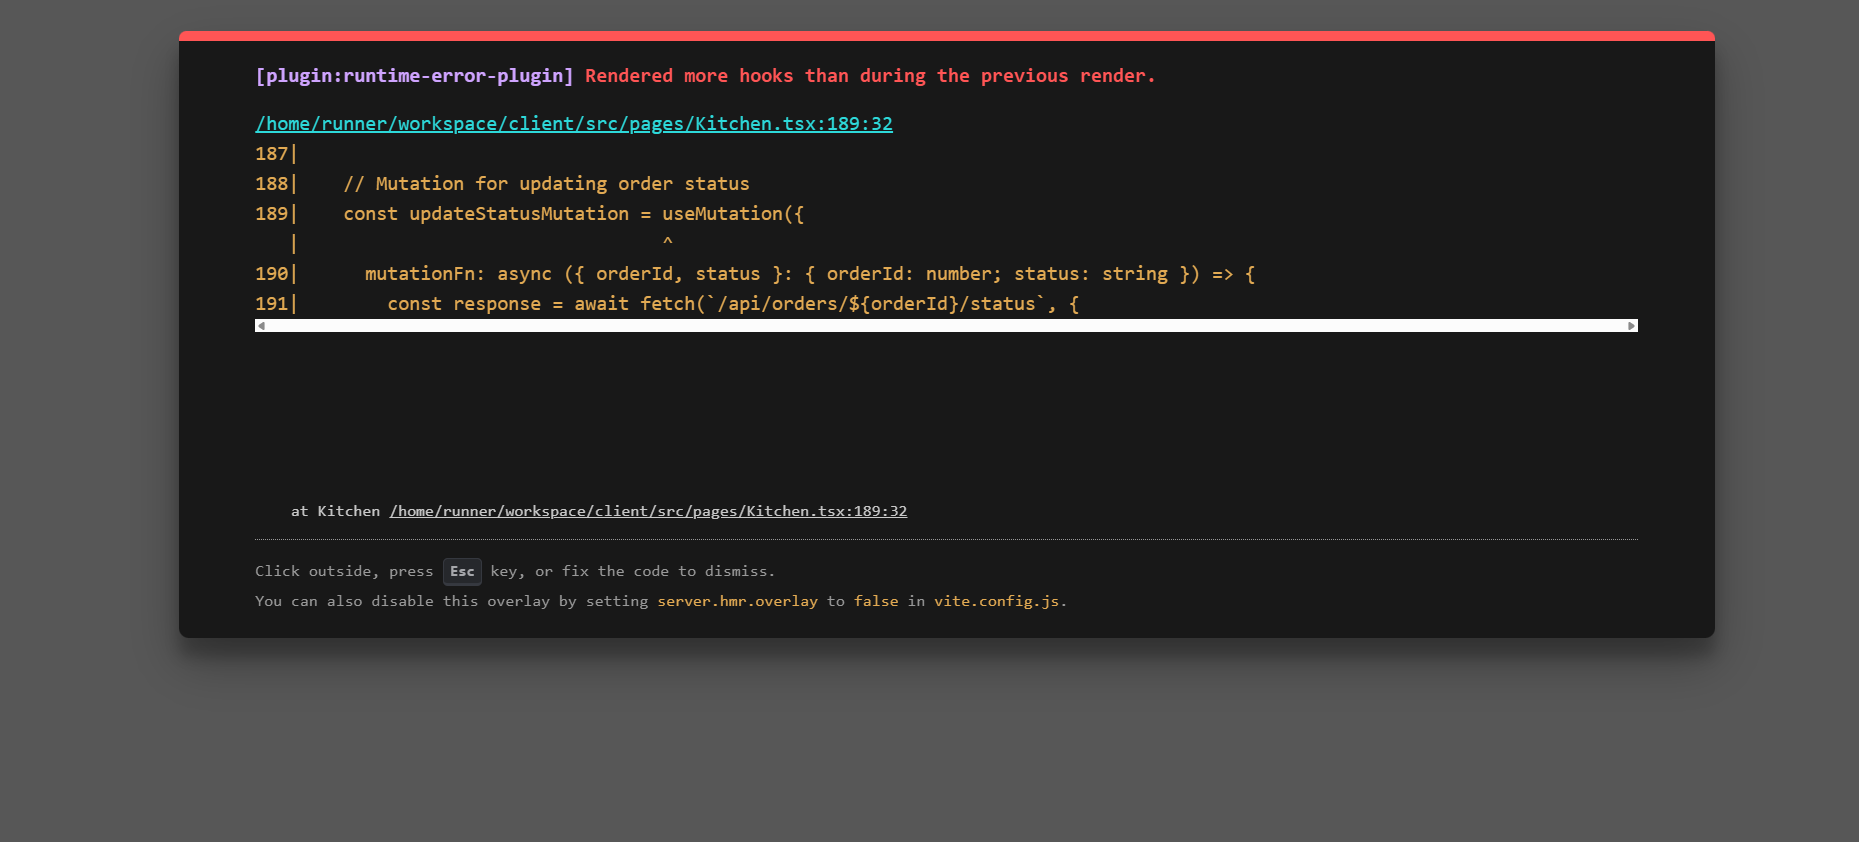 [plugin:runtime-error-plugin] Rendered more hooks than during the previous render.
/home/runner/workspace/client/src/pages/Kitchen.tsx:189:32
187|
188|    // Mutation for updating order status
189|    const updateStatusMutation = useMutation({
   |                                 ^
190|      mutationFn: async ({ orderId, status }: { orderId: number; status: string }) => {
191|        const response = await fetch(`/api/orders/${orderId}/status`, {
at Kitchen /home/runner/workspace/client/src/pages/Kitchen.tsx:189:32
Click outside, press Esc key, or fix the code to dismiss.
You can also disable this overlay by setting server.hmr.overlay to false in vite.config.js.